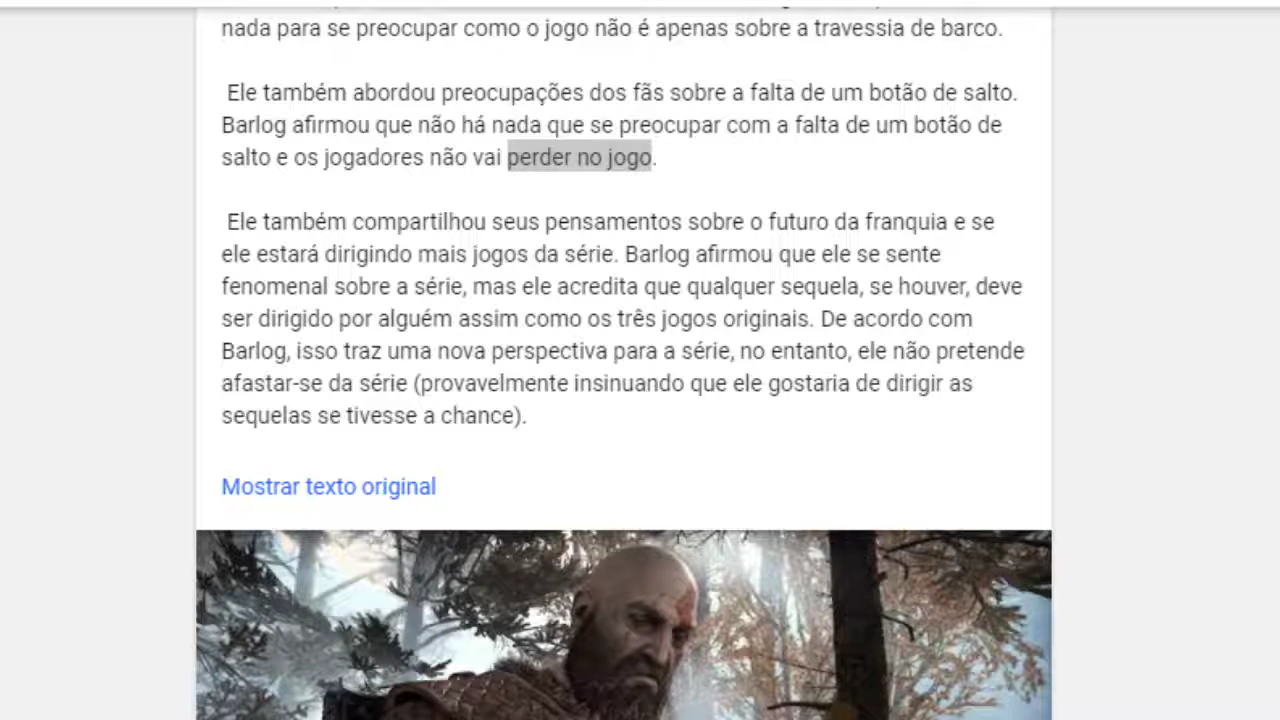 nada para se preocupar como o jogo não é apenas sobre a travessia de barco.
Ele também abordou preocupações dos fãs sobre a falta de um botão de salto.
Barlog afirmou que não há nada que se preocupar com a falta de um botão de
salto e os jogadores não vai perder no jogo.
Ele também compartilhou seus pensamentos sobre o futuro da franquia e se
ele estará dirigindo mais jogos da série. Barlog afirmou que ele se sente
fenomenal sobre a série, mas ele acredita que qualquer sequela, se houver, deve
ser dirigido por alguém assim como os três jogos originais. De acordo com
Barlog, isso traz uma nova perspectiva para a série, no entanto, ele não pretende
afastar-se da série (provavelmente insinuando que ele gostaria de dirigir as
sequelas se tivesse a chance).
Mostrar texto original